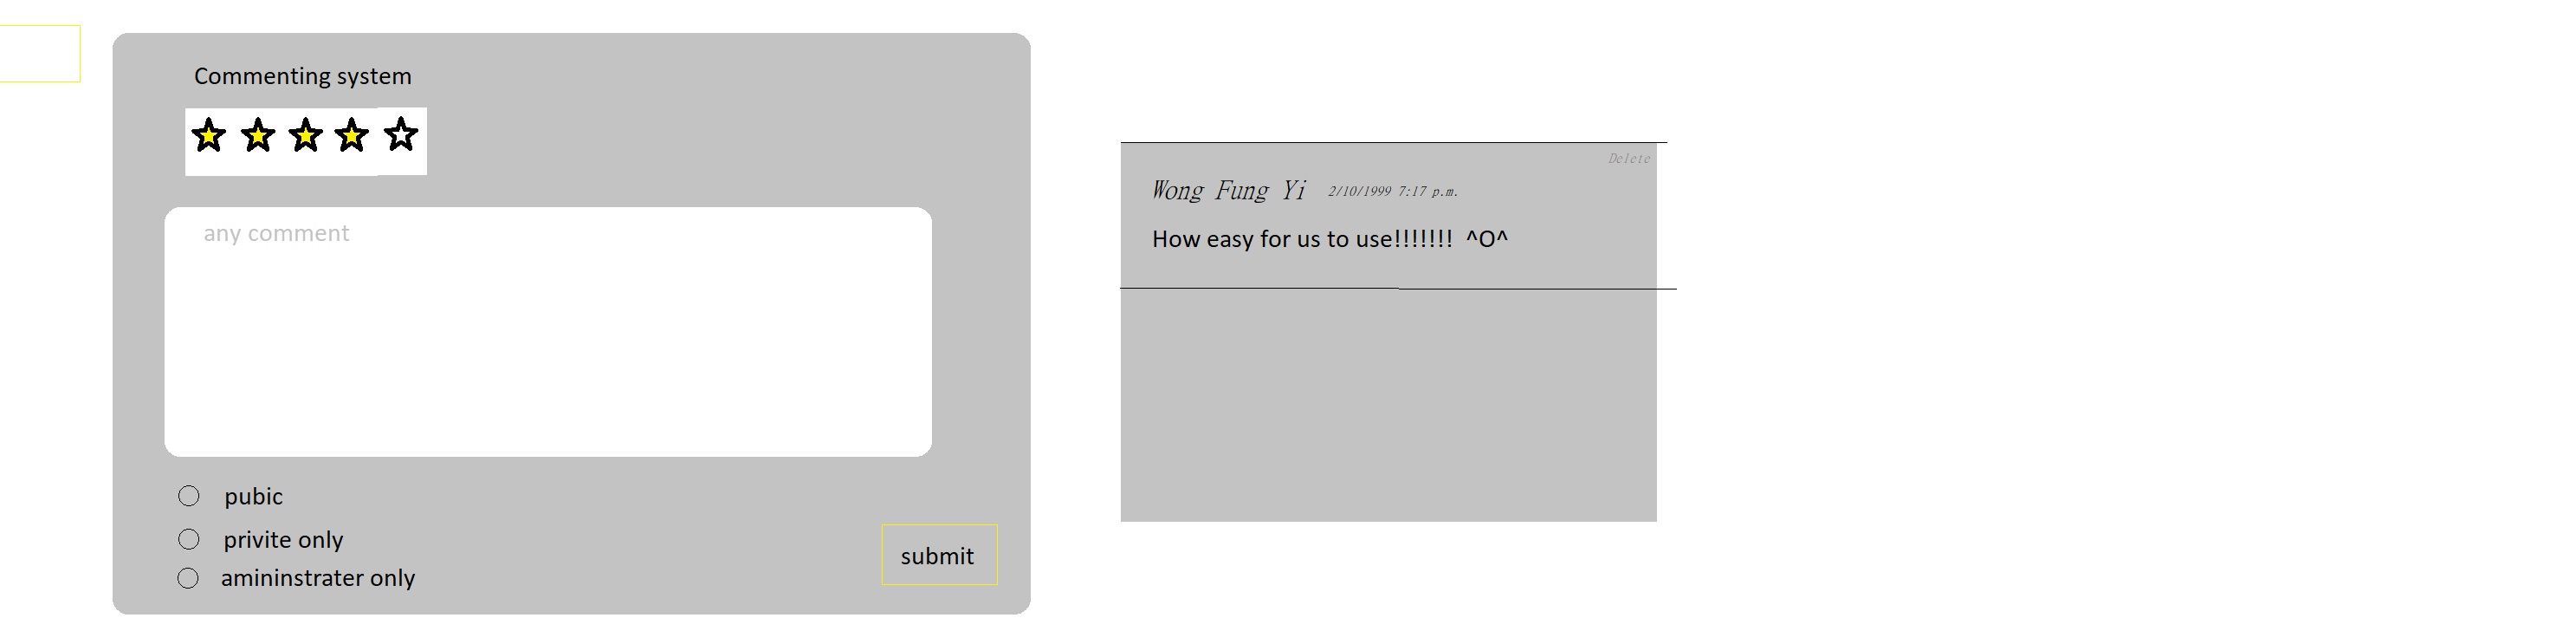 Commenting system
any comment
pubic
privite only
amininstrater only
submit
Delete
Wong Fung Yi 2/10/1999 7:17 p.m.
How easy for us to use!!!!!!! ^O^